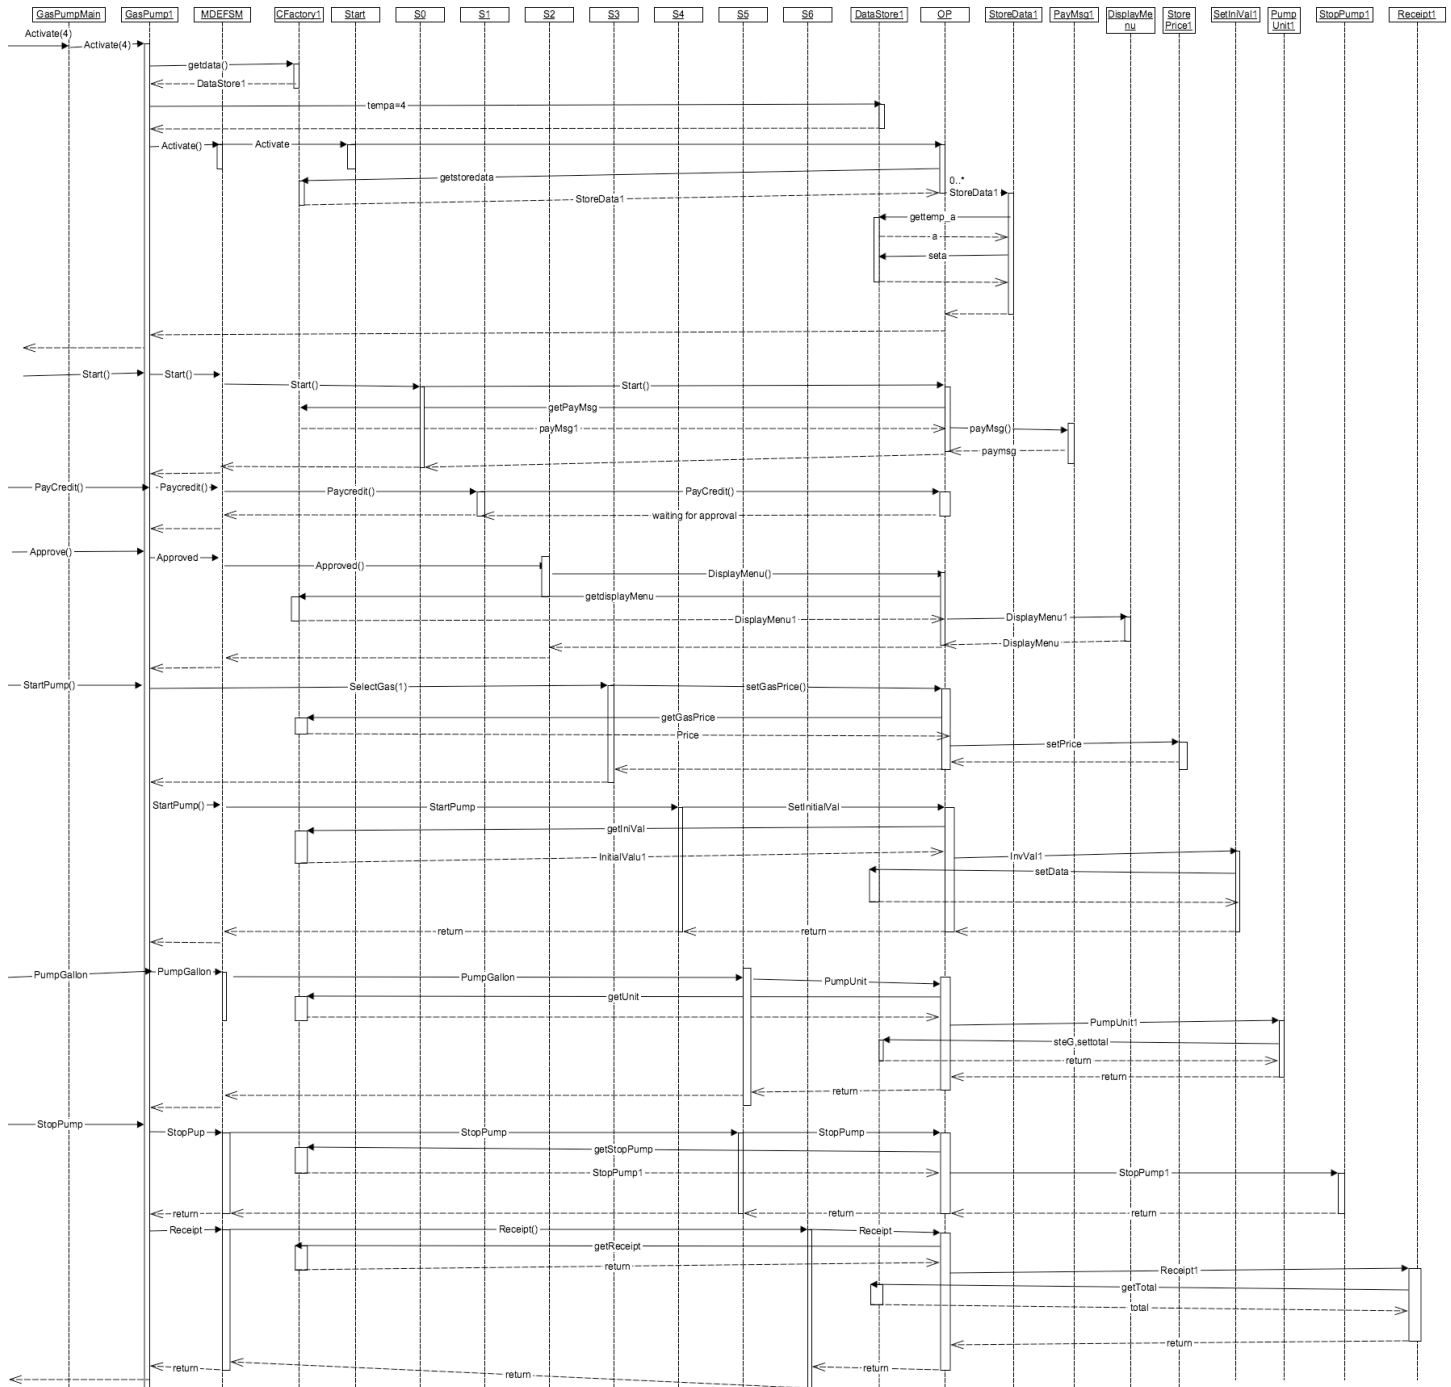 GasPumpMain GasPump1 MDEFSM CFactory1 Start S0 S1 S2 S3 S4 S5 S6 DataStore1 OP StoreData1 PayMsg1 DisplayMe Store SetIniVal1 Pump StopPump1 Receipt1
nu Price1 Unit1
Activate(4)
Activate(4)
getdata()
DataStore1
tempa=4
Activate() Activate
getstoredata
0..*
StoreData1 StoreData1
gettemp_a
a
seta
Start() Start()
Start() Start()
getPayMsg
payMsg1 payMsg()
paymsg
PayCredit() Paycredit() Paycredit() PayCredit()
waiting for approval
Approve() Approved
Approved() DisplayMenu()
getdisplayMenu
DisplayMenu1 DisplayMenu1
DisplayMenu
StartPump() SelectGas(1) setGasPrice()
getGasPrice
Price
setPrice
StartPump() StartPump SetInitialVal
getIniVal
InitialValu1 InvVal1
setData
return return
PumpGallon PumpGallon PumpGallon PumpUnit
getUnit
PumpUnit1
steG,settotal
return
return
return
StopPump
StopPup StopPump StopPump
getStopPump
StopPump1 StopPump1
return return return return
Receipt Receipt() Receipt
getReceipt
return
Receipt1
getTotal
total
return
return return
return